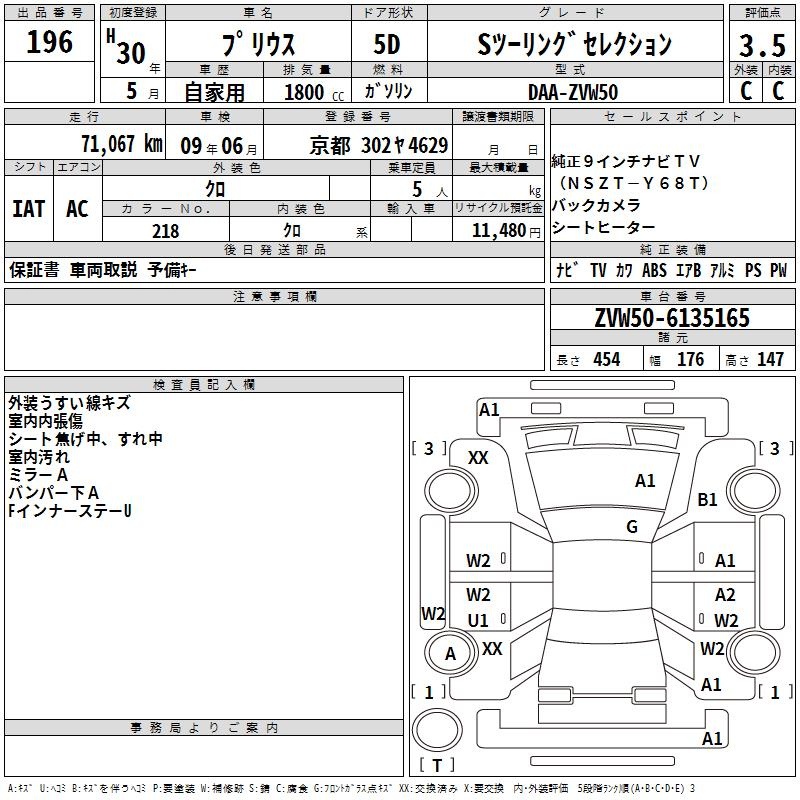 出品番号 初度登録 車名 ドア形状 グレード 評価点
196 H30年 プリウス 5D Sツーリングセレクション 3.5
車歴 排気量 燃料 型式 外装 内装
5月 自家用 1800CC ガソリン DAA-ZVW50 C C
走行 車検 登録番号 譲渡書類期限 セールスポイント
71,067 km 09年06月 京都 302ヤ4629 月 日
シフト エアコン 外装色 乗車定員 最大積載量
IAT AC クロ 5人 kg
カラーNo. 内装色 輸入車 リサイクル預託金
218 クロ 系 11,480円
純正9インチナビTV
(NSZT-Y68T)
バックカメラ
シートヒーター
後日発送部品 純正装備
保証書 車両取説 予備キー ナビ TV カワ ABS エアB アルミ PS PW
注意事項欄 車台番号
ZVW50-6135165
諸元
長さ 454 幅 176 高さ 147
検査員記入欄
外装うすい線キズ
室内内張傷
シート焦げ中、すれ中
室内汚れ
ミラーA
バンパー下A
FインナーステーU
事務局よりご案内
A1
[3] XX [3]
A1
B1
G
W2 A1
W2 A2
W2 U1 W2
A XX W2
[1] A1 [1]
A1
[T]
A:キズ U:ヘコミ B:キズを伴うヘコミ P:要塗装 W:補修跡 S:錆 C:腐食 G:フロントガラス点キズ XX:交換済み X:要交換 内・外装評価 5段階ランク順(A・B・C・D・E) 3